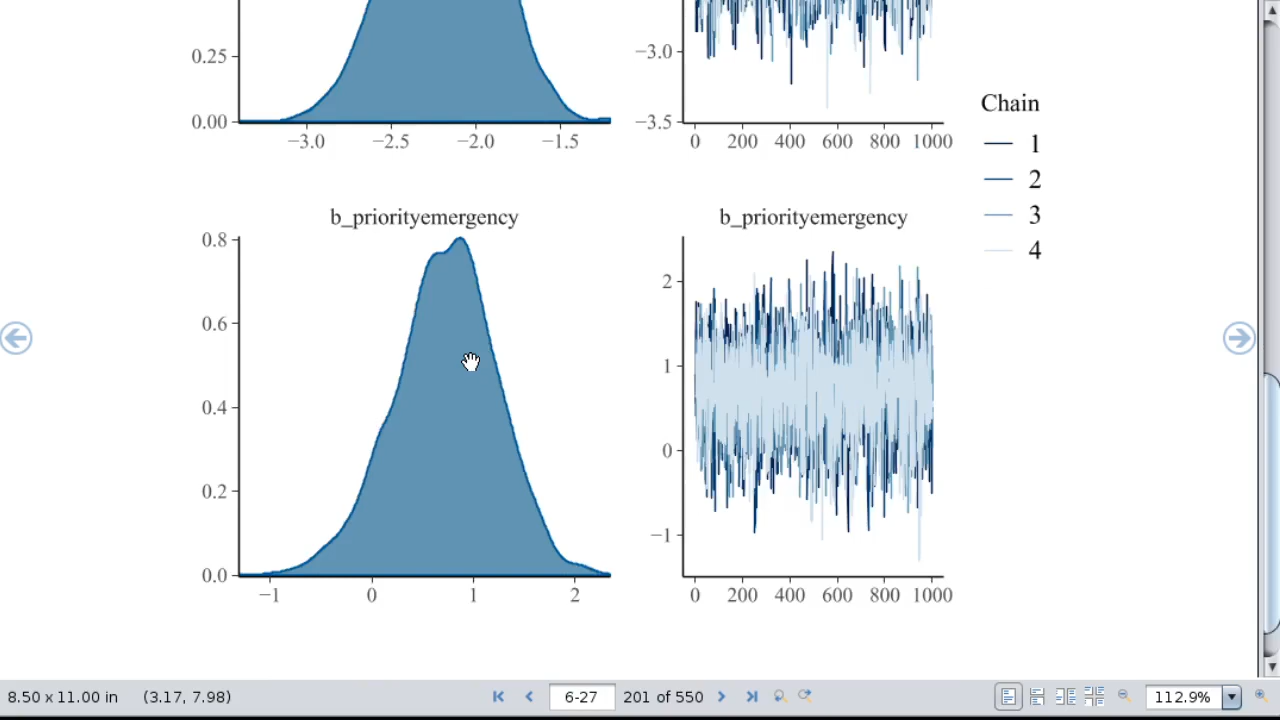 0.25
0.00
−3.0 −2.5 −2.0 −1.5
−3.0
−3.5
0 200 400 600 800 1000
Chain
1
2
3
4
b_priorityemergency
0.8
0.6
0.4
0.2
0.0
−1 0 1 2
b_priorityemergency
2
1
0
−1
0 200 400 600 800 1000
8.50 x 11.00 in (3.17, 7.98) 6-27 201 of 550 112.9%